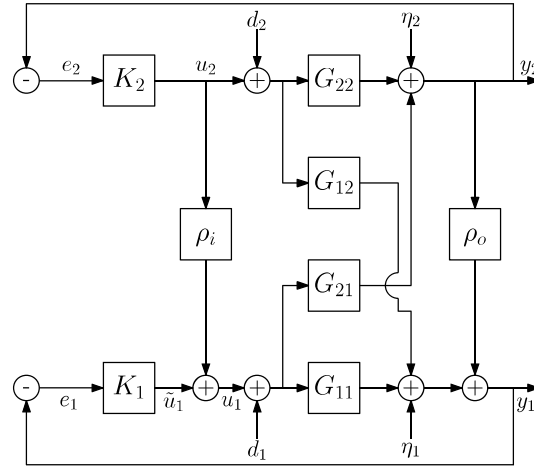 d₂ η₂
- e₂ K₂ u₂ + G₂₂ + y₂
G₁₂
ρᵢ ρₒ
G₂₁
- e₁ K₁ ũ₁ + u₁ + G₁₁ + + y₁
d₁ η₁